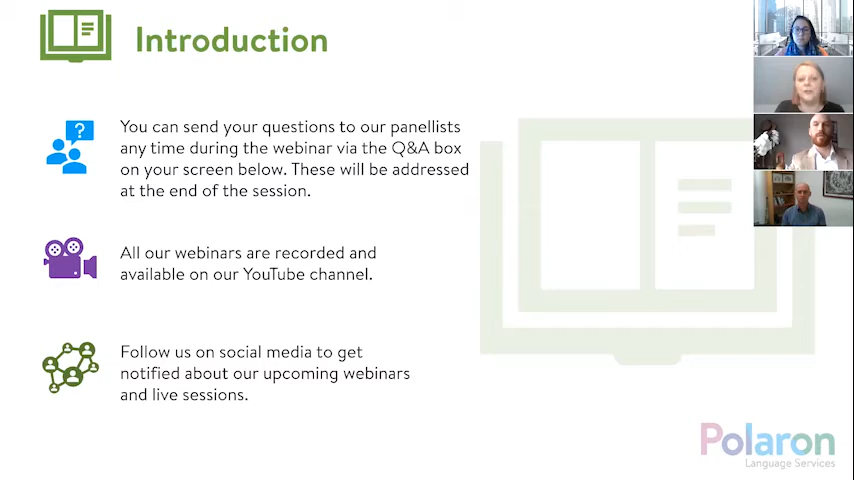 Introduction
You can send your questions to our panellists
any time during the webinar via the Q&A box
on your screen below. These will be addressed
at the end of the session.
All our webinars are recorded and
available on our YouTube channel.
Follow us on social media to get
notified about our upcoming webinars
and live sessions.
Polaron
Language Services